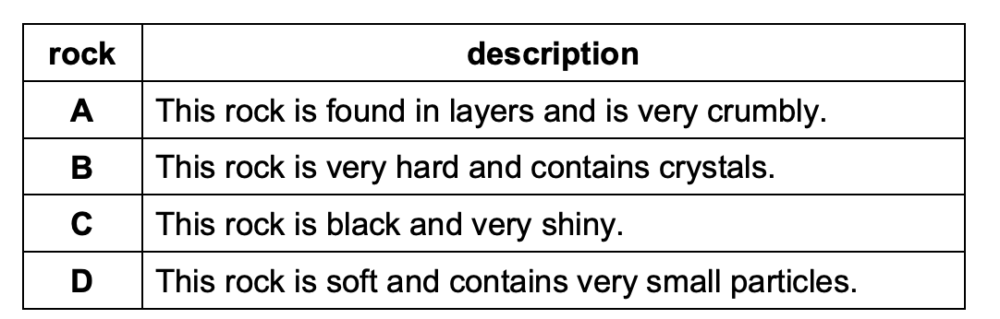 rock description
A This rock is found in layers and is very crumbly.
B This rock is very hard and contains crystals.
C This rock is black and very shiny.
D This rock is soft and contains very small particles.